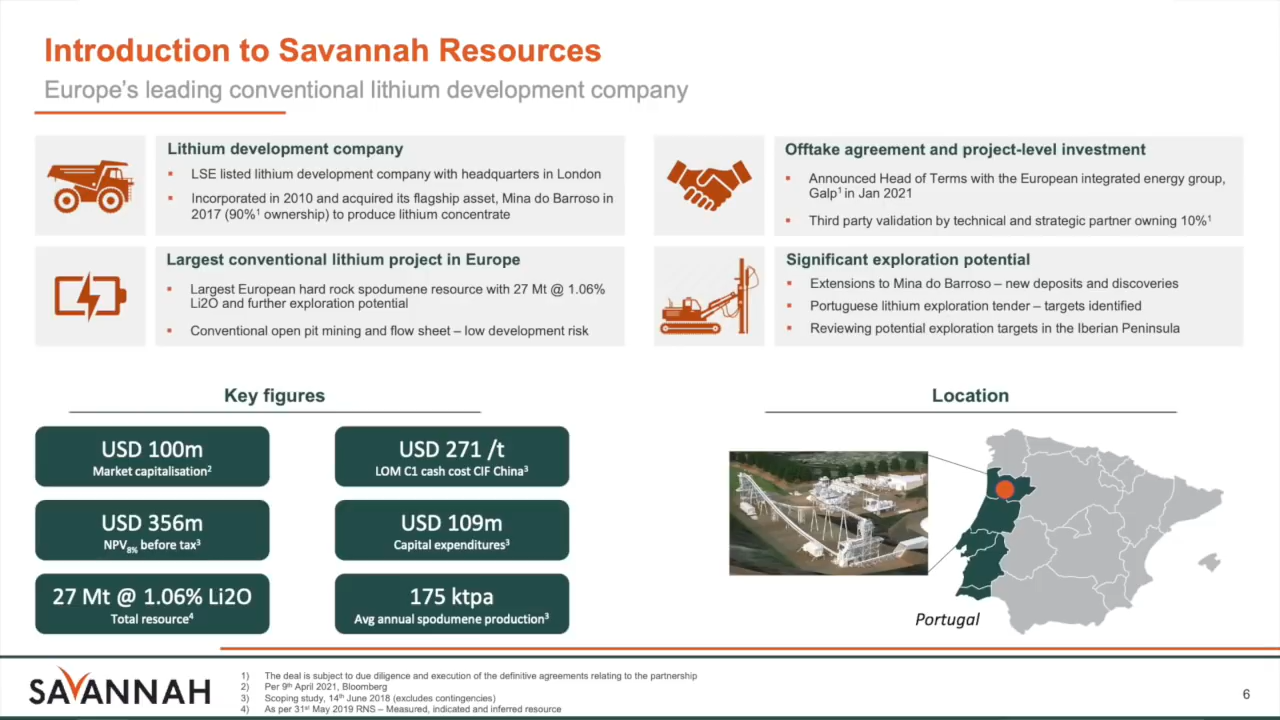 Introduction to Savannah Resources
Europe's leading conventional lithium development company
Lithium development company
▪ LSE listed lithium development company with headquarters in London
▪ Incorporated in 2010 and acquired its flagship asset, Mina do Barroso in
2017 (90%¹ ownership) to produce lithium concentrate
Offtake agreement and project-level investment
▪ Announced Head of Terms with the European integrated energy group,
Galp¹ in Jan 2021
▪ Third party validation by technical and strategic partner owning 10%¹
Largest conventional lithium project in Europe
▪ Largest European hard rock spodumene resource with 27 Mt @ 1.06%
Li2O and further exploration potential
▪ Conventional open pit mining and flow sheet – low development risk
Significant exploration potential
▪ Extensions to Mina do Barroso – new deposits and discoveries
▪ Portuguese lithium exploration tender – targets identified
▪ Reviewing potential exploration targets in the Iberian Peninsula
Key figures
USD 100m
Market capitalisation²
USD 271 /t
LOM C1 cash cost CIF China³
USD 356m
NPV₈% before tax³
USD 109m
Capital expenditures³
27 Mt @ 1.06% Li2O
Total resource⁴
175 ktpa
Avg annual spodumene production³
Location
Portugal
SAVANNAH
1) The deal is subject to due diligence and execution of the definitive agreements relating to the partnership
2) Per 9th April 2021, Bloomberg
3) Scoping study, 14th June 2018 (excludes contingencies)
4) As per 31st May 2019 RNS – Measured, indicated and inferred resource
6